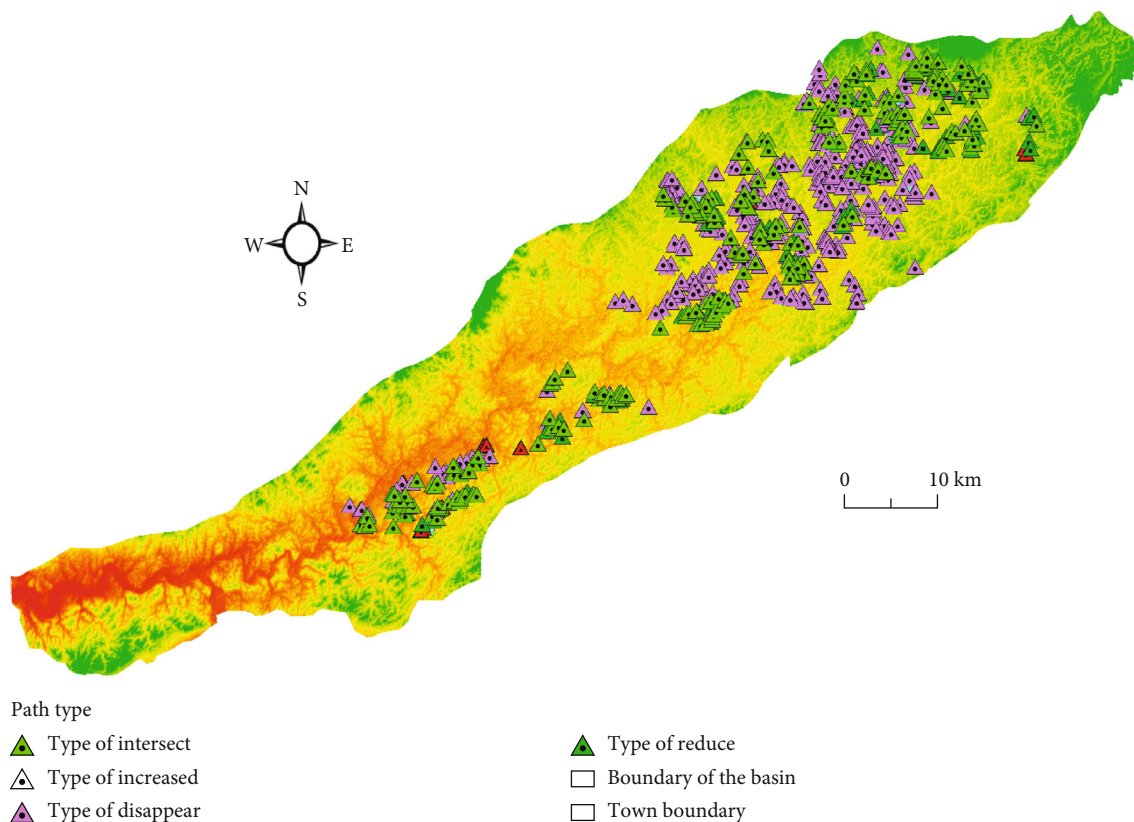 N
W E
S
0 10 km
Path type
Type of intersect
Type of increased
Type of disappear
Type of reduce
Boundary of the basin
Town boundary